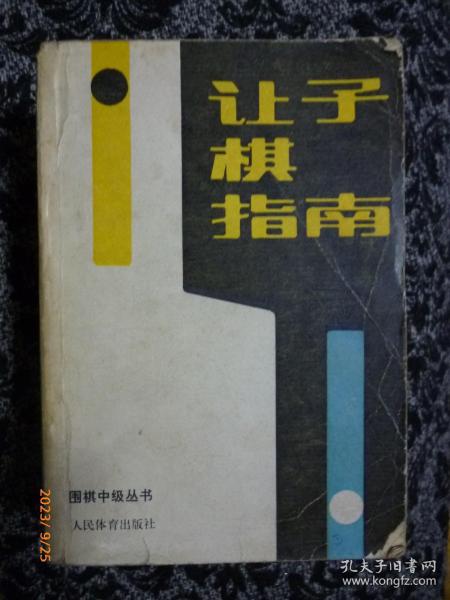 让子
棋
指南
围棋中级丛书
人民体育出版社
2023/9/25
孔夫子旧书网
www.kongfz.com